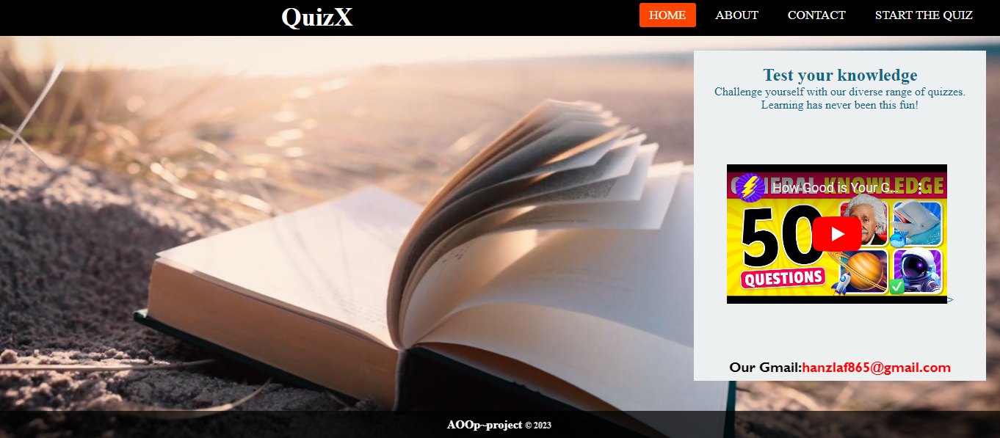 QuizX
HOME ABOUT CONTACT START THE QUIZ
Test your knowledge
Challenge yourself with our diverse range of quizzes.
Learning has never been this fun!
GENERAL KNOWLEDGE
How Good is Your G...
50
QUESTIONS
>
Our Gmail:hanzlaf865@gmail.com
AOOp~project © 2023